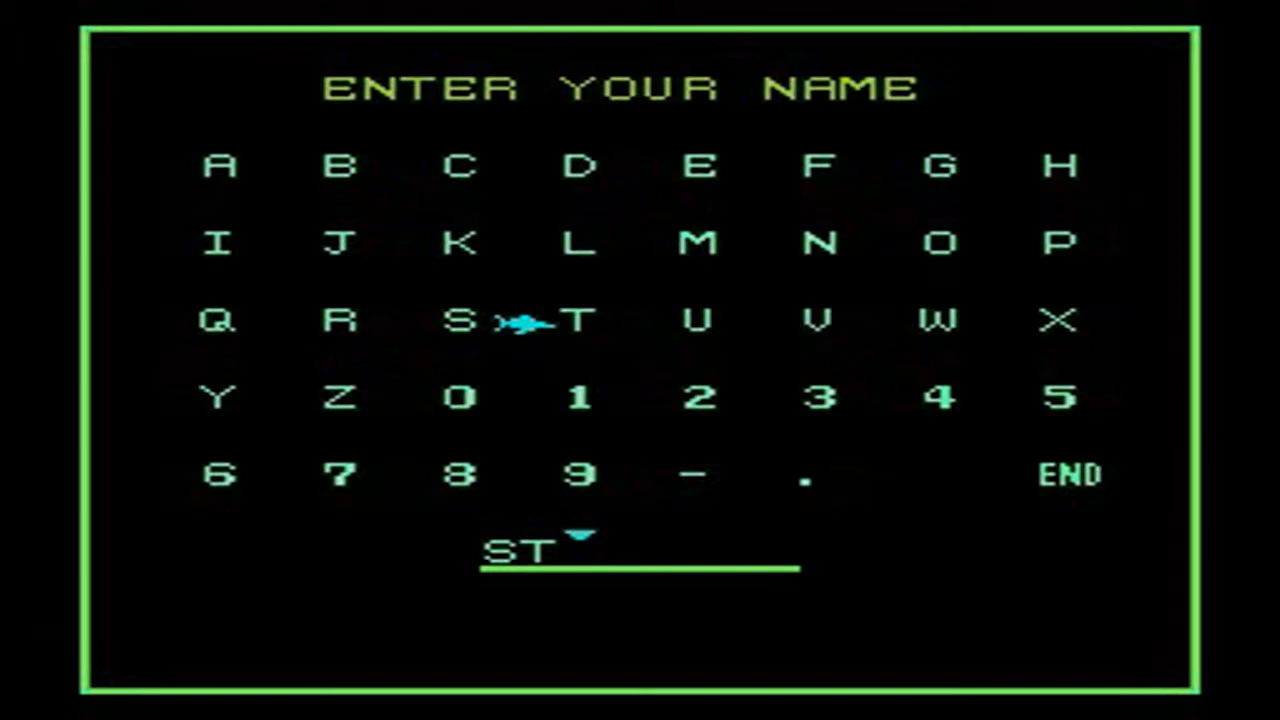 ENTER YOUR NAME
A B C D E F G H
I J K L M N O P
Q R S T U V W X
Y Z 0 1 2 3 4 5
6 7 8 9 - . END
ST